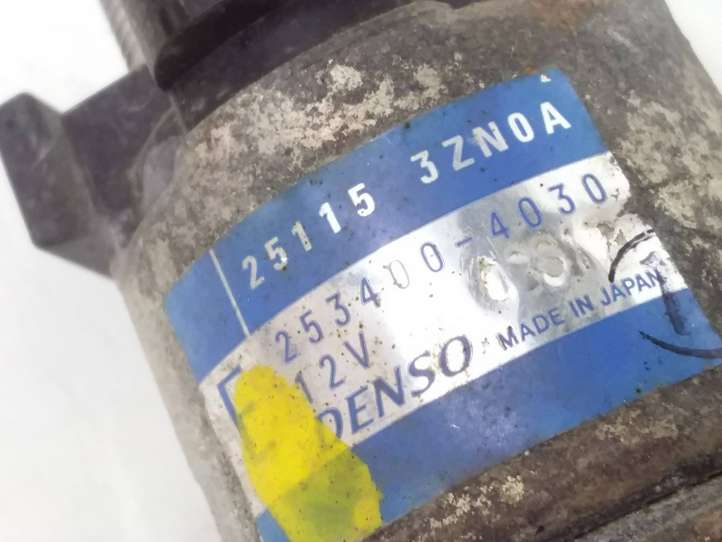 25115 3ZN0A
253400-4030
12V
DENSO MADE IN JAPAN